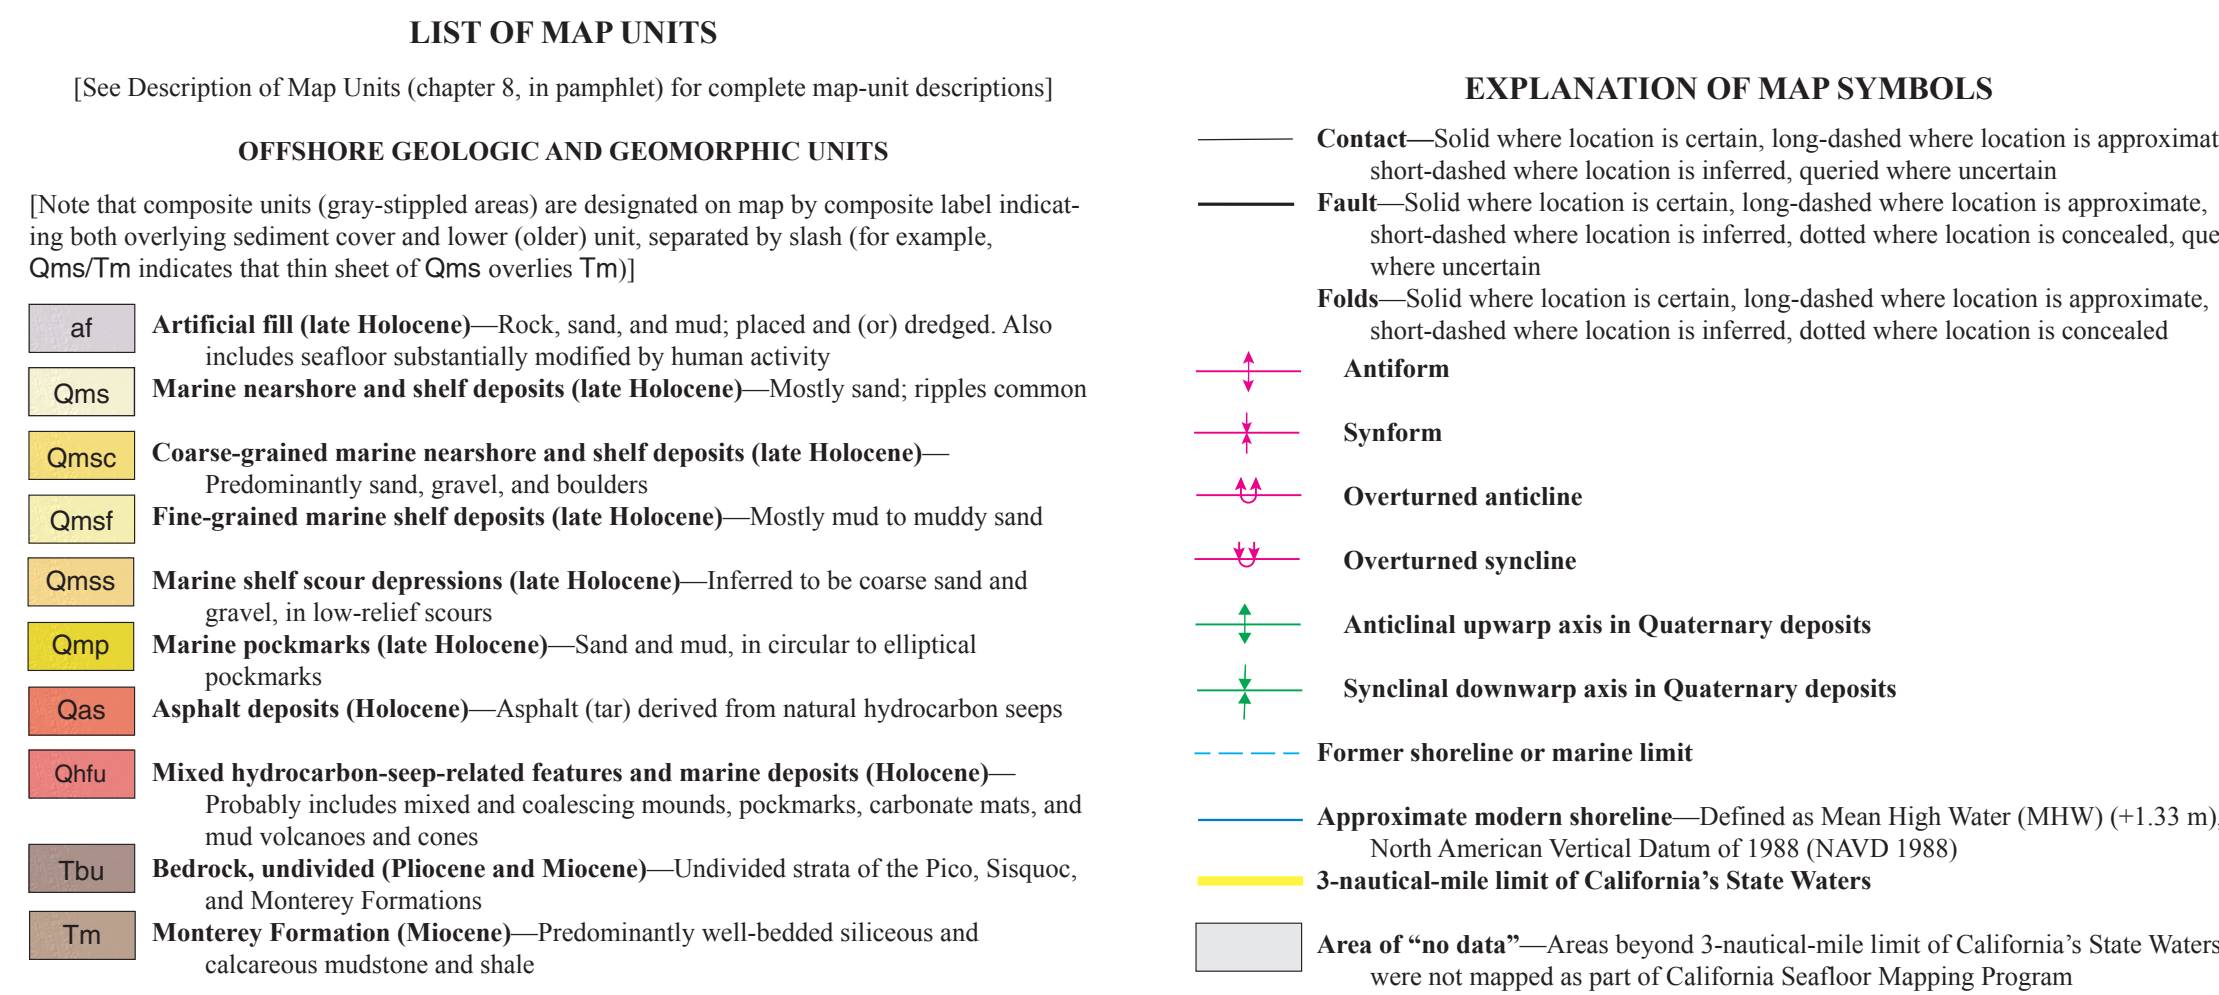 LIST OF MAP UNITS
[See Description of Map Units (chapter 8, in pamphlet) for complete map-unit descriptions]
OFFSHORE GEOLOGIC AND GEOMORPHIC UNITS
[Note that composite units (gray-stippled areas) are designated on map by composite label indicat-
ing both overlying sediment cover and lower (older) unit, separated by slash (for example,
Qms/Tm indicates that thin sheet of Qms overlies Tm)]
af Artificial fill (late Holocene)—Rock, sand, and mud; placed and (or) dredged. Also
includes seafloor substantially modified by human activity
Qms Marine nearshore and shelf deposits (late Holocene)—Mostly sand; ripples common
Qmsc Coarse-grained marine nearshore and shelf deposits (late Holocene)—
Predominantly sand, gravel, and boulders
Qmsf Fine-grained marine shelf deposits (late Holocene)—Mostly mud to muddy sand
Qmss Marine shelf scour depressions (late Holocene)—Inferred to be coarse sand and
gravel, in low-relief scours
Qmp Marine pockmarks (late Holocene)—Sand and mud, in circular to elliptical
pockmarks
Qas Asphalt deposits (Holocene)—Asphalt (tar) derived from natural hydrocarbon seeps
Qhfu Mixed hydrocarbon-seep-related features and marine deposits (Holocene)—
Probably includes mixed and coalescing mounds, pockmarks, carbonate mats, and
mud volcanoes and cones
Tbu Bedrock, undivided (Pliocene and Miocene)—Undivided strata of the Pico, Sisquoc,
and Monterey Formations
Tm Monterey Formation (Miocene)—Predominantly well-bedded siliceous and
calcareous mudstone and shale
EXPLANATION OF MAP SYMBOLS
Contact—Solid where location is certain, long-dashed where location is approximat
short-dashed where location is inferred, queried where uncertain
Fault—Solid where location is certain, long-dashed where location is approximate,
short-dashed where location is inferred, dotted where location is concealed, que
where uncertain
Folds—Solid where location is certain, long-dashed where location is approximate,
short-dashed where location is inferred, dotted where location is concealed
Antiform
Synform
Overturned anticline
Overturned syncline
Anticlinal upwarp axis in Quaternary deposits
Synclinal downwarp axis in Quaternary deposits
Former shoreline or marine limit
Approximate modern shoreline—Defined as Mean High Water (MHW) (+1.33 m),
North American Vertical Datum of 1988 (NAVD 1988)
3-nautical-mile limit of California's State Waters
Area of “no data”—Areas beyond 3-nautical-mile limit of California's State Waters
were not mapped as part of California Seafloor Mapping Program